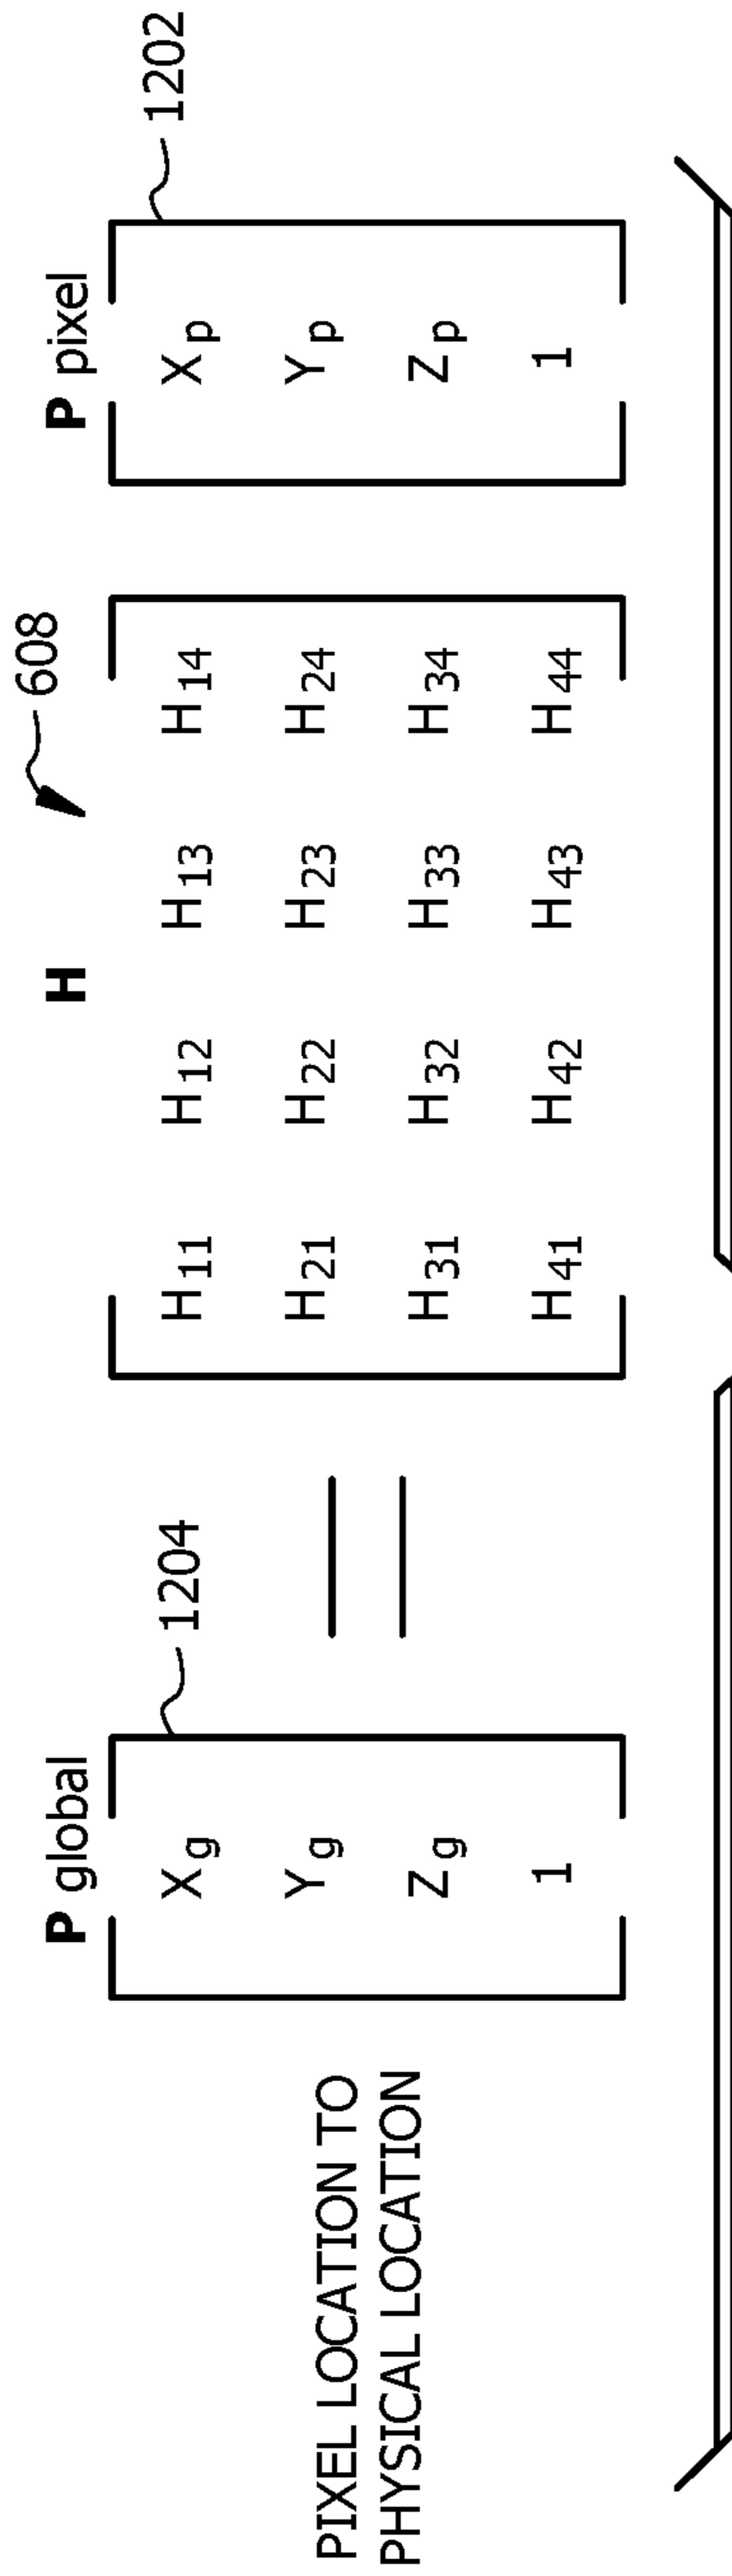 608
P global H P pixel
1204 1202
Xg H11 H12 H13 H14 Xp
Yg H21 H22 H23 H24 Yp
PIXEL LOCATION TO
PHYSICAL LOCATION
=
Zg H31 H32 H33 H34 Zp
1 H41 H42 H43 H44 1